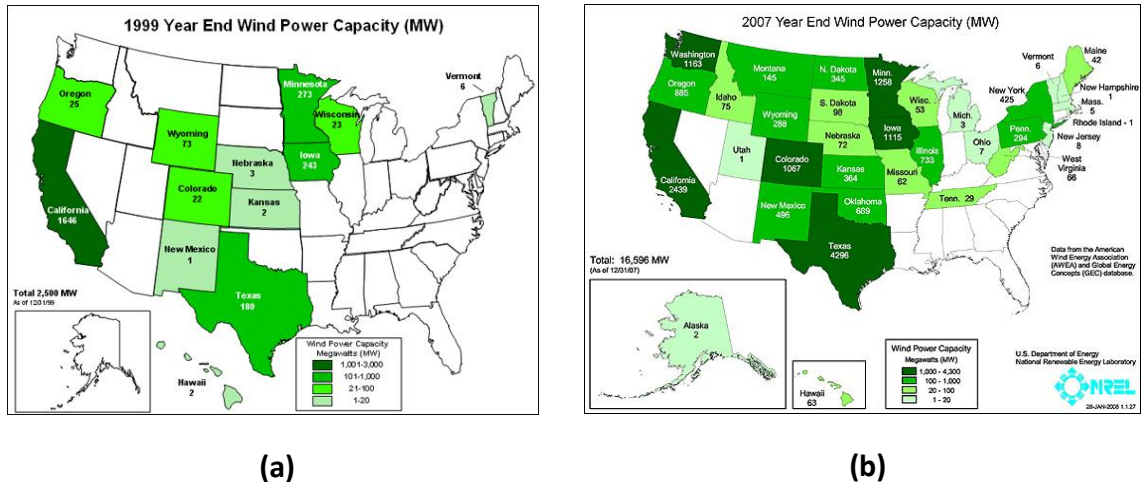 1999 Year End Wind Power Capacity (MW)
Vermont
6
Minnesota
273
Oregon
25
Wisconsin
23
Wyoming
73
Iowa
243
Nebraska
3
Colorado
22
Kansas
2
California
1646
New Mexico
1
Texas
180
Total 2,500 MW
As of 12/31/99
Hawaii
2
Wind Power Capacity
Megawatts (MW)
1,001-3,000
101-1,000
21-100
1-20
(a)
2007 Year End Wind Power Capacity (MW)
Washington
1163
Oregon
885
Idaho
75
Montana
145
N. Dakota
345
Minn.
1258
S. Dakota
98
Wisc.
53
Mich.
3
Vermont
6
Maine
42
New Hampshire
1
New York
425
Mass.
5
Rhode Island - 1
Wyoming
288
Nebraska
72
Iowa
1115
Penn.
294
New Jersey
8
Utah
1
Colorado
1067
Kansas
364
Missouri
62
Illinois
733
Ohio
7
West
Virginia
66
California
2439
New Mexico
496
Oklahoma
669
Tenn. 29
Texas
4296
Total: 16,596 MW
(As of 12/31/07)
Data from the American
Wind Energy Association
(AWEA) and Global Energy
Concepts (GEC) database.
Alaska
2
Hawaii
63
Wind Power Capacity
Megawatts (MW)
1,000 - 4,300
100 - 1,000
20 - 100
1 - 20
U.S. Department of Energy
National Renewable Energy Laboratory
NREL
28-JAN-2008 1.1.27
(b)